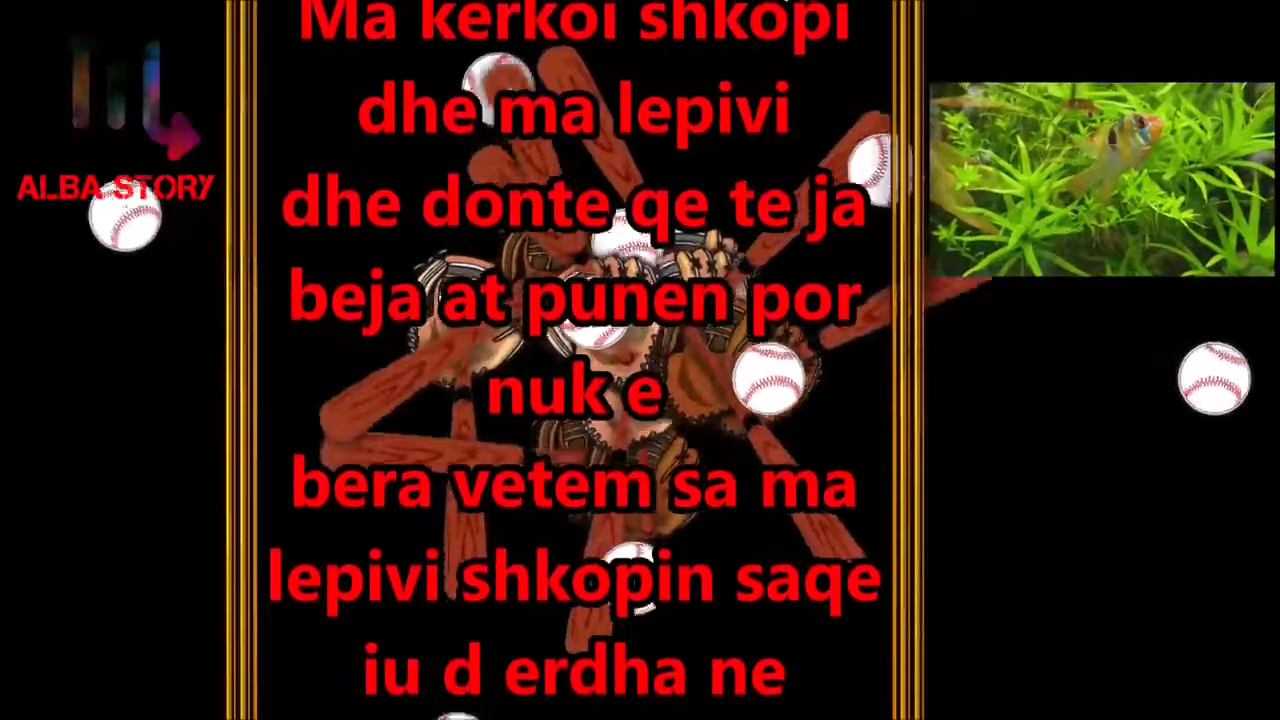 Ma kerkoi shkopi
dhe ma lepivi
dhe donte qe te ja
beja at punen por
nuk e
bera vetem sa ma
lepivi shkopin saqe
iu d erdha ne
ALBA STORY